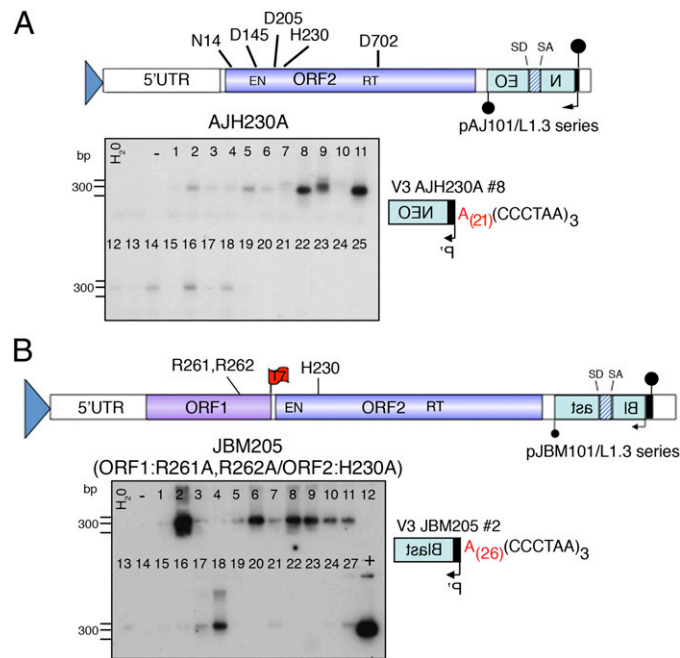 A
D205
D145 H230
N14 D702
SD SA
5'UTR EN ORF2 RT EO N
pAJ101/L1.3 series
AJH230A
bp H₂O - 1 2 3 4 5 6 7 8 9 10 11
300
V3 AJH230A #8
NEO A(21)(CCCTAA)3
P'
12 13 14 15 16 17 18 19 20 21 22 23 24 25
300
B
R261,R262 T7 H230
SD SA
5'UTR ORF1 EN ORF2 RT ast Bl
pJBM101/L1.3 series
JBM205
(ORF1:R261A,R262A/ORF2:H230A)
bp H₂0 - 1 2 3 4 5 6 7 8 9 10 11 12
300
V3 JBM205 #2
Blast A(26)(CCCTAA)3
P'
13 14 15 16 17 18 19 20 21 22 23 24 27 +
300